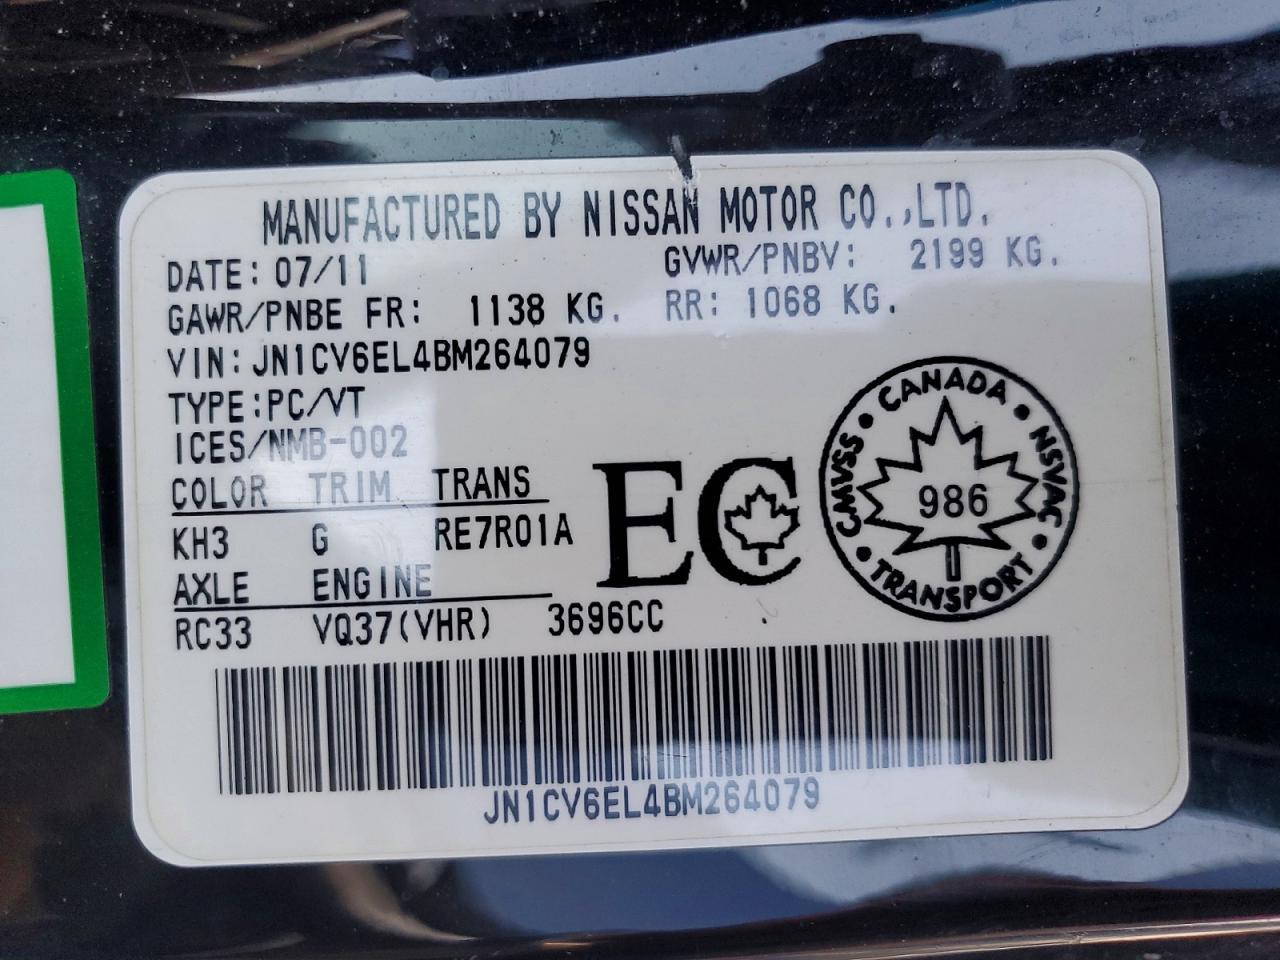 MANUFACTURED BY NISSAN MOTOR CO.,LTD.
DATE: 07/11 GVWR/PNBV: 2199 KG.
GAWR/PNBE FR: 1138 KG. RR: 1068 KG.
VIN: JN1CV6EL4BM264079
TYPE:PC/VT
ICES/NMB-002
COLOR TRIM TRANS
KH3 G RE7R01A
AXLE ENGINE
RC33 VQ37(VHR) 3696CC
EC
CANADA
CMVSS
NSVAC
986
TRANSPORT
JN1CV6EL4BM264079